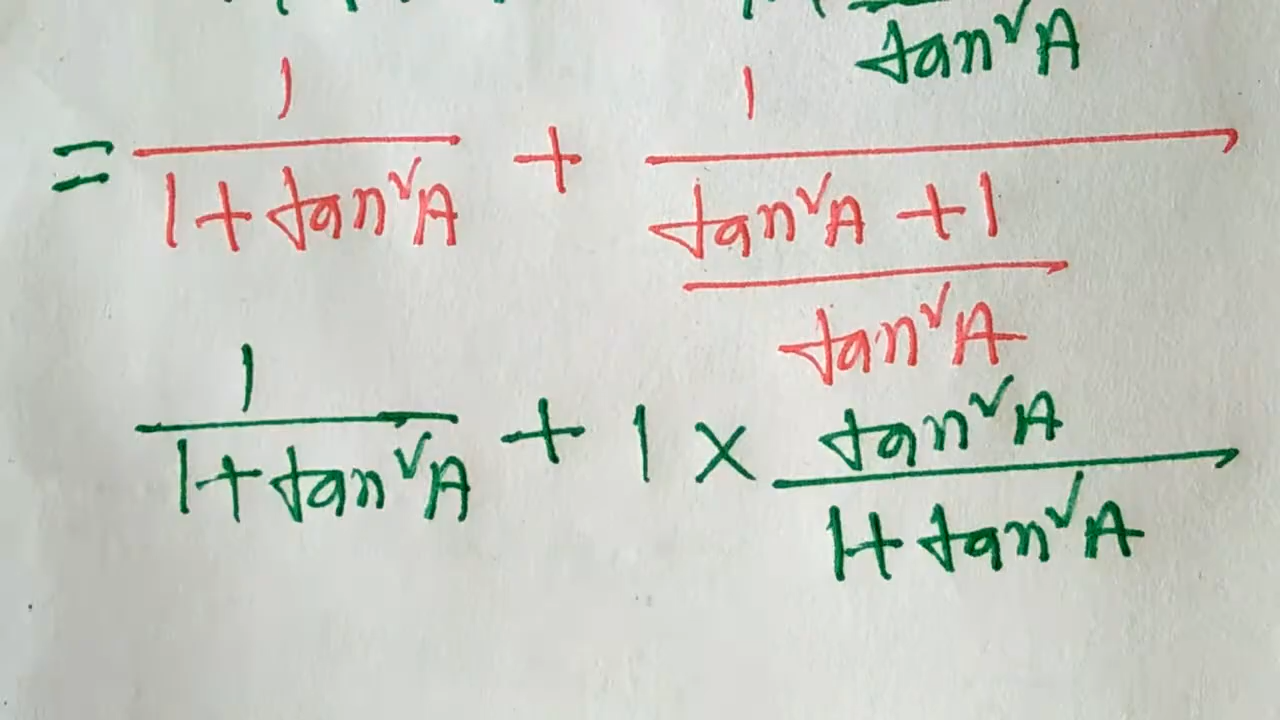 tan²A
= 1/(1 + tan²A) + 1/((tan²A + 1)/tan²A)
1/(1 + tan²A) + 1 × tan²A/(1 + tan²A)